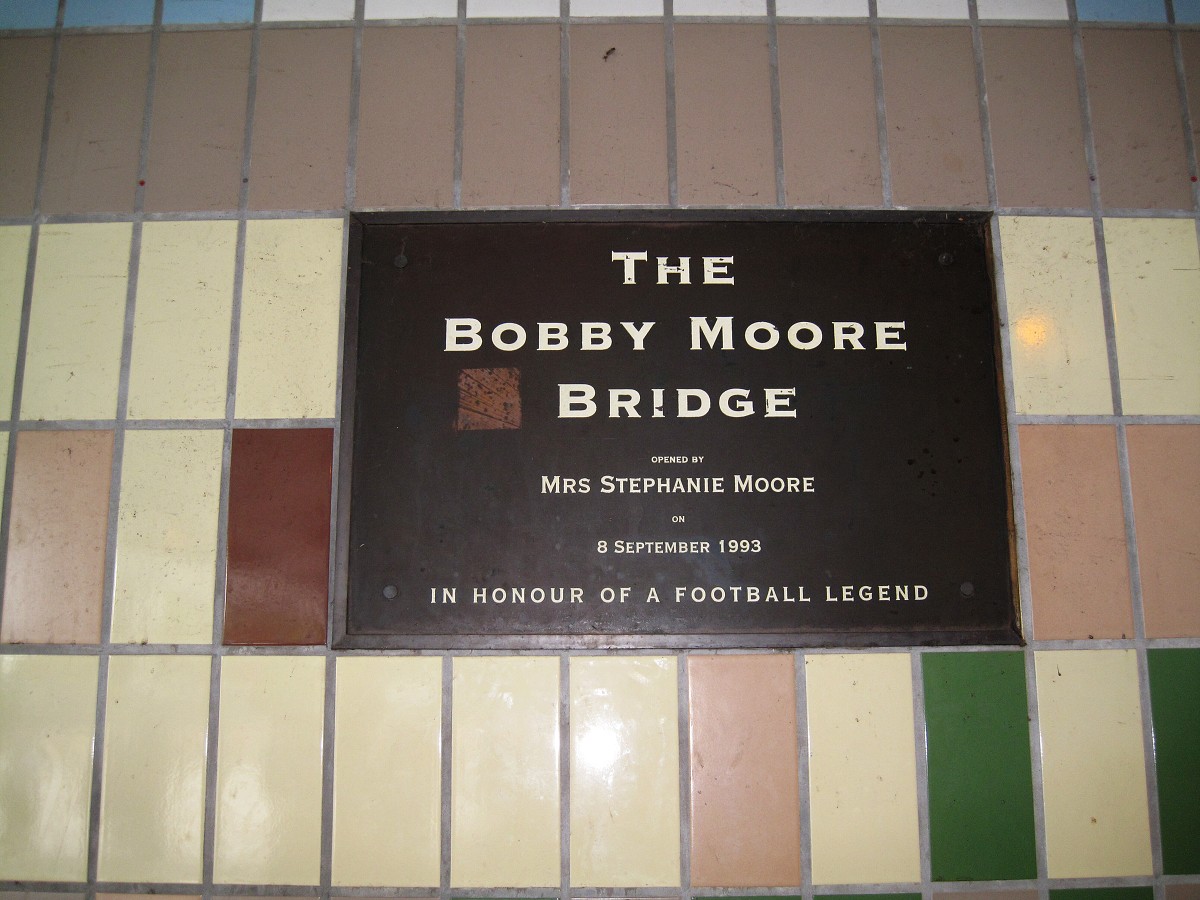 THE
BOBBY MOORE
BRIDGE
OPENED BY
MRS STEPHANIE MOORE
ON
8 SEPTEMBER 1993
IN HONOUR OF A FOOTBALL LEGEND